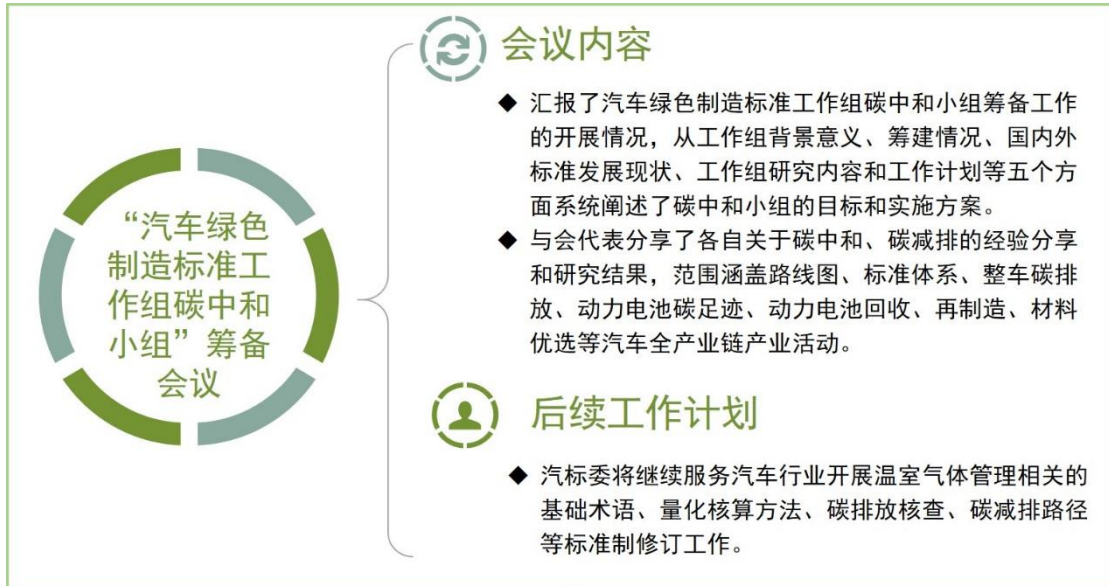 “汽车绿色
制造标准工
作组碳中和
小组”筹备
会议
会议内容
◆ 汇报了汽车绿色制造标准工作组碳中和小组筹备工作
的开展情况，从工作组背景意义、筹建情况、国内外
标准发展现状、工作组研究内容和工作计划等五个方
面系统阐述了碳中和小组的目标和实施方案。
◆ 与会代表分享了各自关于碳中和、碳减排的经验分享
和研究结果，范围涵盖路线图、标准体系、整车碳排
放、动力电池碳足迹、动力电池回收、再制造、材料
优选等汽车全产业链产业活动。
后续工作计划
◆ 汽标委将继续服务汽车行业开展温室气体管理相关的
基础术语、量化核算方法、碳排放核查、碳减排路径
等标准制修订工作。